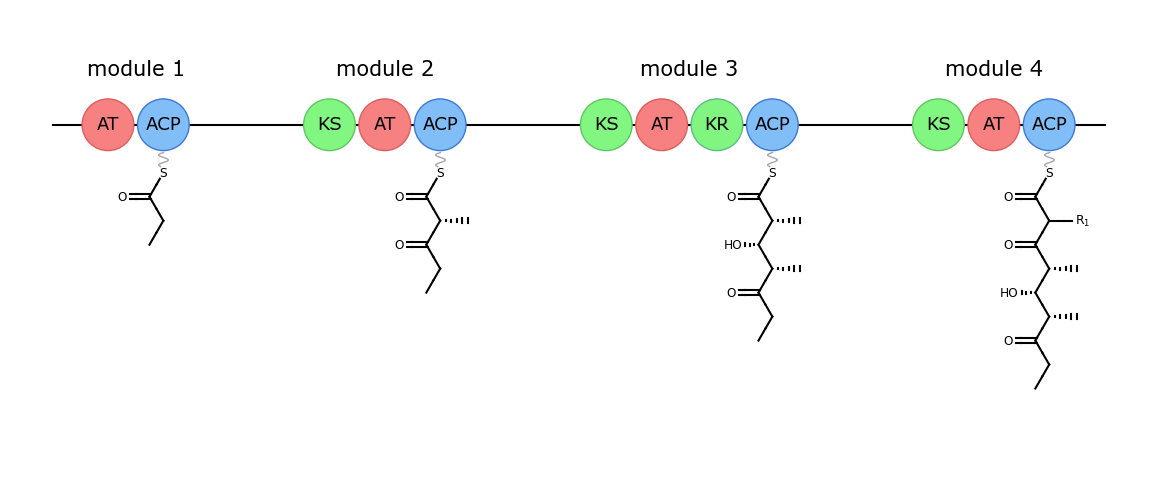 module 1
module 2
module 3
module 4
AT ACP
KS AT ACP
KS AT KR ACP
KS AT ACP
S
O
S
O
O
S
O
HO
O
S
O
R₁
O
HO
O